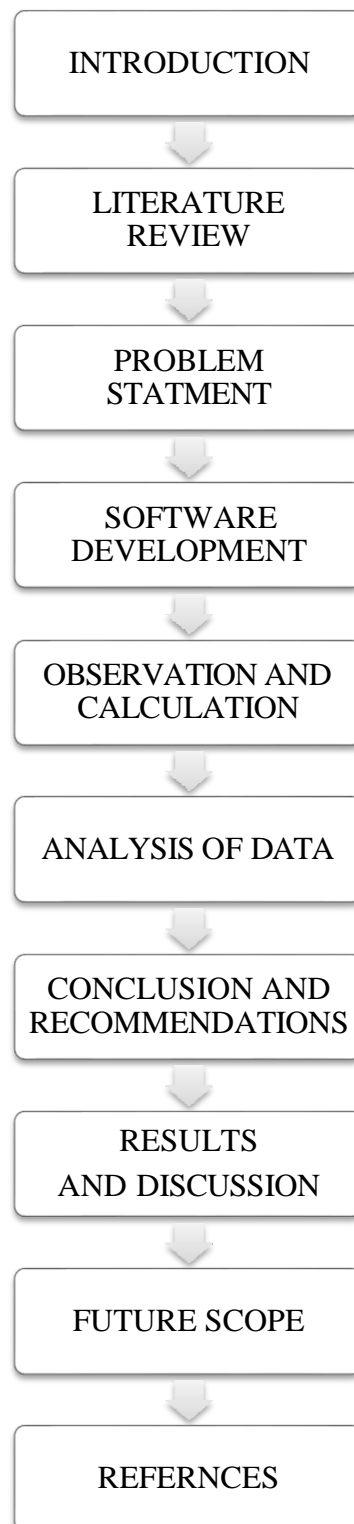 INTRODUCTION
LITERATURE
REVIEW
PROBLEM
STATMENT
SOFTWARE
DEVELOPMENT
OBSERVATION AND
CALCULATION
ANALYSIS OF DATA
CONCLUSION AND
RECOMMENDATIONS
RESULTS
AND DISCUSSION
FUTURE SCOPE
REFERNCES